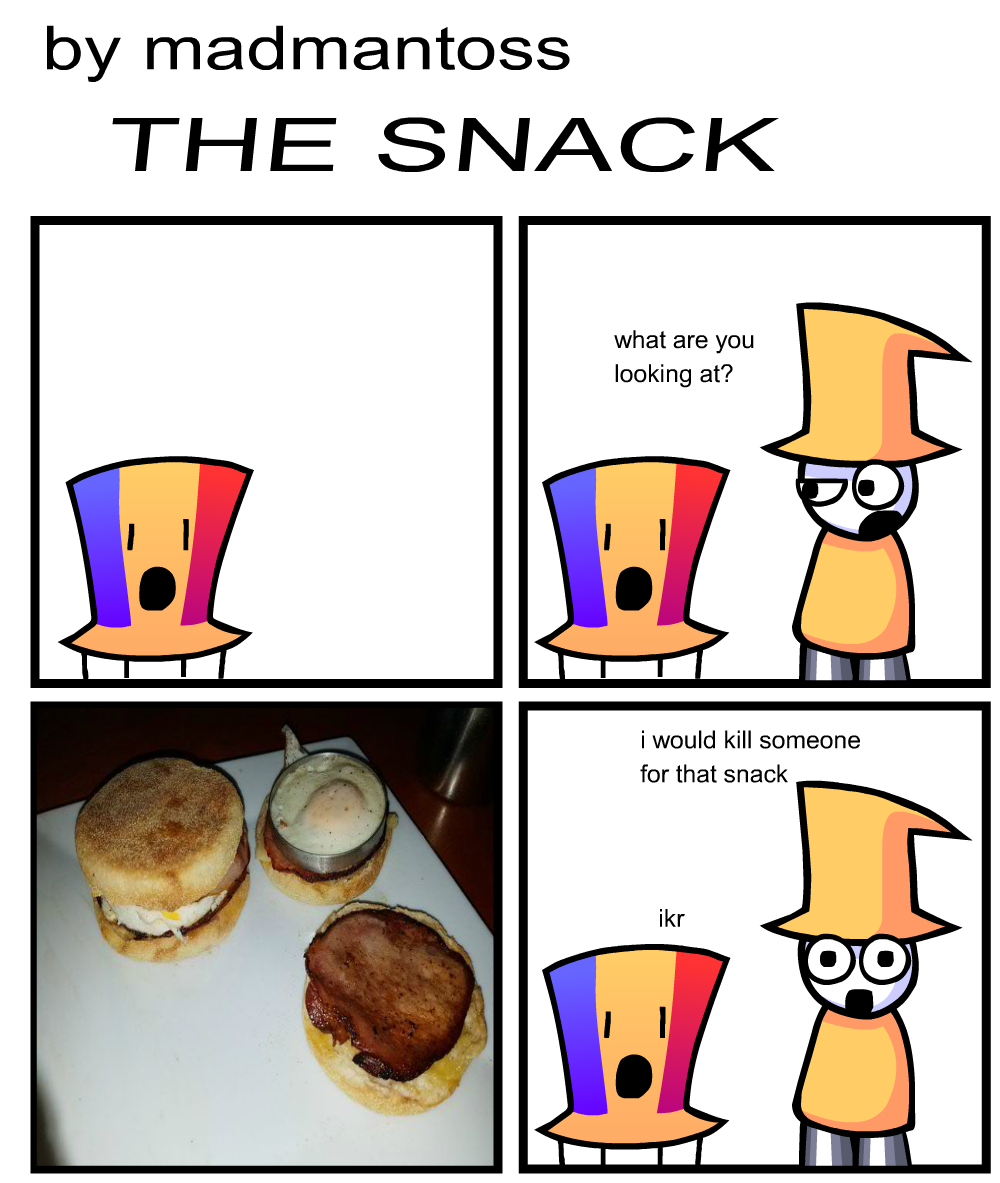 by madmantoss
THE SNACK
what are you
looking at?
i would kill someone
for that snack
ikr